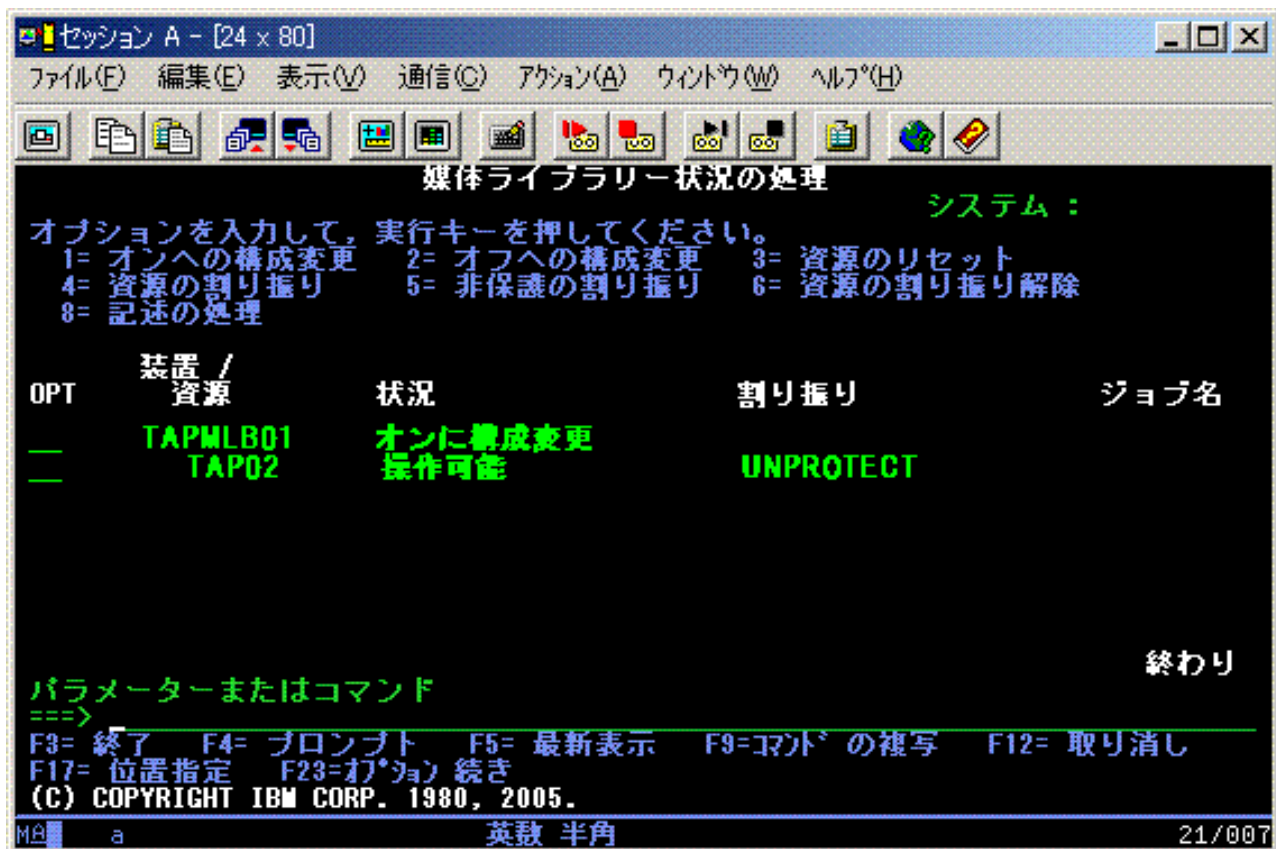 セッション A - [24 x 80]
ファイル(F) 編集(E) 表示(V) 通信(C) アクション(A) ウィンドウ(W) ヘルプ(H)
媒体ライブラリー状況の処理
システム :
オプションを入力して, 実行キーを押してください。
1= オンへの構成変更 2= オフへの構成変更 3= 資源のリセット
4= 資源の割り振り 5= 非保護の割り振り 6= 資源の割り振り解除
8= 記述の処理
装置 /
OPT 資源 状況 割り振り ジョブ名
TAPMLB01 オンに構成変更
TAP02 操作可能 UNPROTECT
終わり
パラメーターまたはコマンド
===>
F3= 終了 F4= プロンプト F5= 最新表示 F9=コマンド の複写 F12= 取り消し
F17= 位置指定 F23=オプション 続き
(C) COPYRIGHT IBM CORP. 1980, 2005.
MA a 英数 半角 21/007